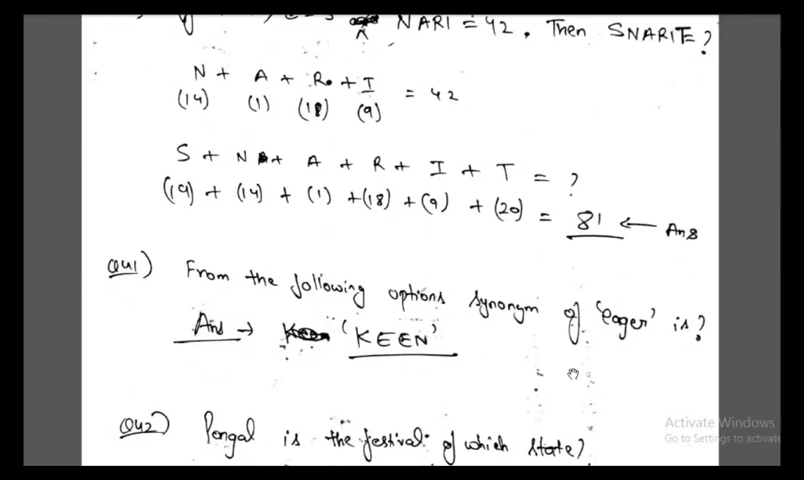 NARI = 42. Then SNARIT = ?
N + A + R + I = 42
(14) (1) (18) (9)
S + N + A + R + I + T = ?
(19) + (14) + (1) + (18) + (9) + (20) = 81 ← Ans
Qu1) From the following options synonym of 'eager' is?
Ans → 'KEEN'
Qu2) Pongal is the festival of which state?
Activate Windows
Go to Settings to activate